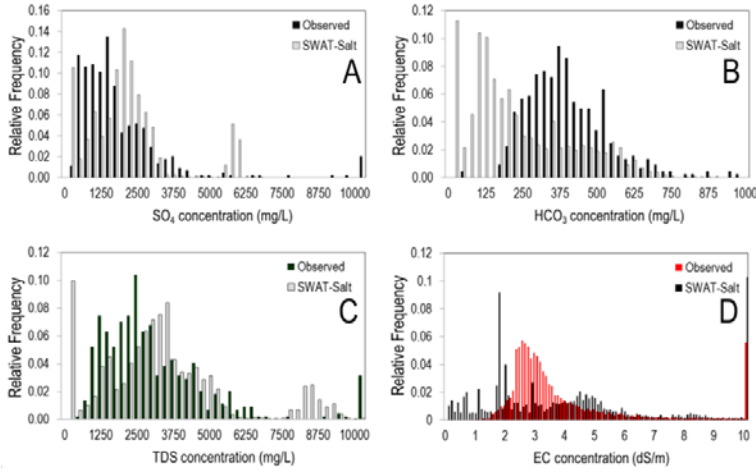 0.16
0.14
0.12
0.10
0.08
0.06
0.04
0.02
0.00
Relative Frequency
Observed
SWAT-Salt
A
0 1250 2500 3750 5000 6250 7500 8750 10000
SO₄ concentration (mg/L)
0.12
0.10
0.08
0.06
0.04
0.02
0.00
Relative Frequency
Observed
SWAT-Salt
B
0 125 250 375 500 625 750 875 1000
HCO₃ concentration (mg/L)
0.12
0.10
0.08
0.06
0.04
0.02
0.00
Relative Frequency
Observed
SWAT-Salt
C
0 1250 2500 3750 5000 6250 7500 8750 10000
TDS concentration (mg/L)
0.12
0.1
0.08
0.06
0.04
0.02
0
Relative Frequency
Observed
SWAT-Salt
D
0 1 2 3 4 5 6 7 8 9 10
EC concentration (dS/m)